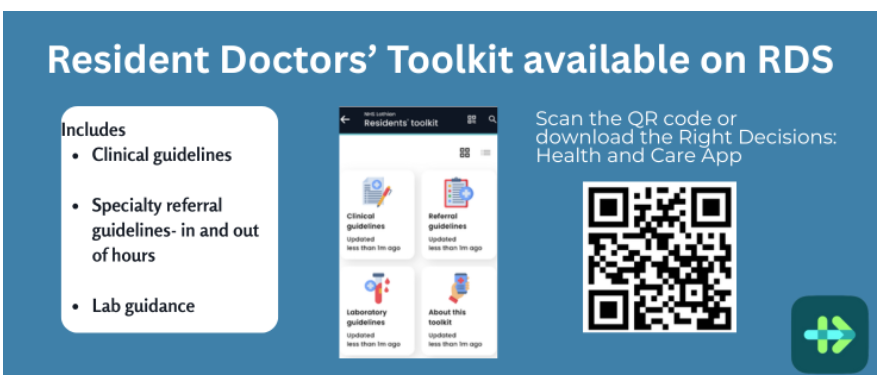 Resident Doctors’ Toolkit available on RDS
Includes
• Clinical guidelines
• Specialty referral
guidelines- in and out
of hours
• Lab guidance
NHS Lothian
Residents' toolkit
Clinical
guidelines
Updated
less than 1m ago
Referral
guidelines
Updated
less than 1m ago
Laboratory
guidelines
Updated
less than 1m ago
About this
toolkit
Updated
less than 1m ago
Scan the QR code or
download the Right Decisions:
Health and Care App